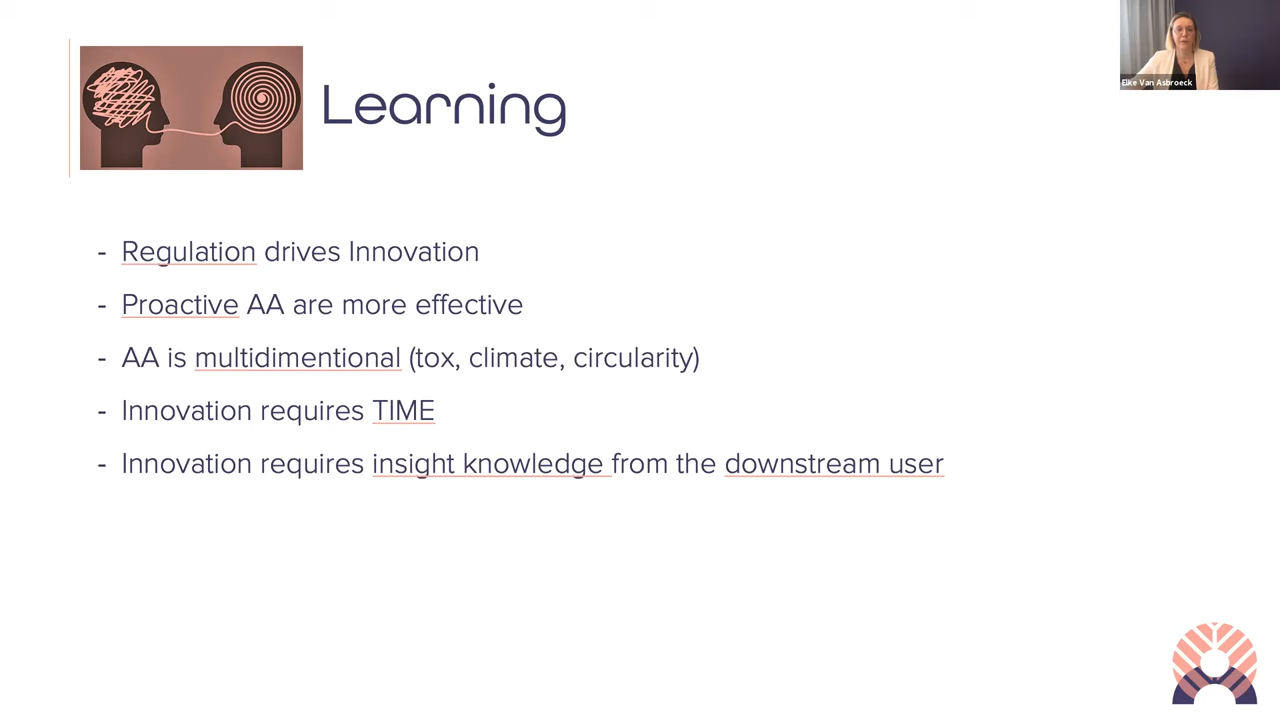 Elke Van Asbroeck
Learning
- Regulation drives Innovation
- Proactive AA are more effective
- AA is multidimentional (tox, climate, circularity)
- Innovation requires TIME
- Innovation requires insight knowledge from the downstream user